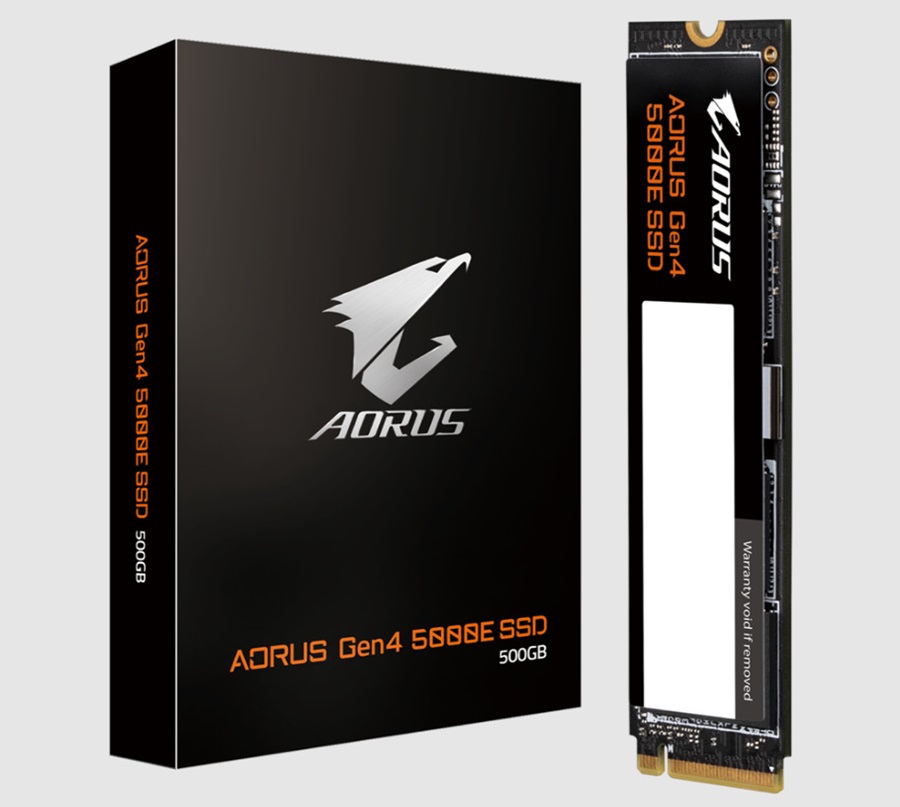 AORUS Gen4 5000E SSD 500GB
AORUS
AORUS Gen4 5000E SSD
500GB
AORUS
AORUS Gen4
5000E SSD
Warranty void if removed